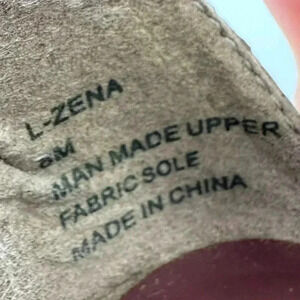 L-ZENA
8M
MAN MADE UPPER
FABRIC SOLE
MADE IN CHINA